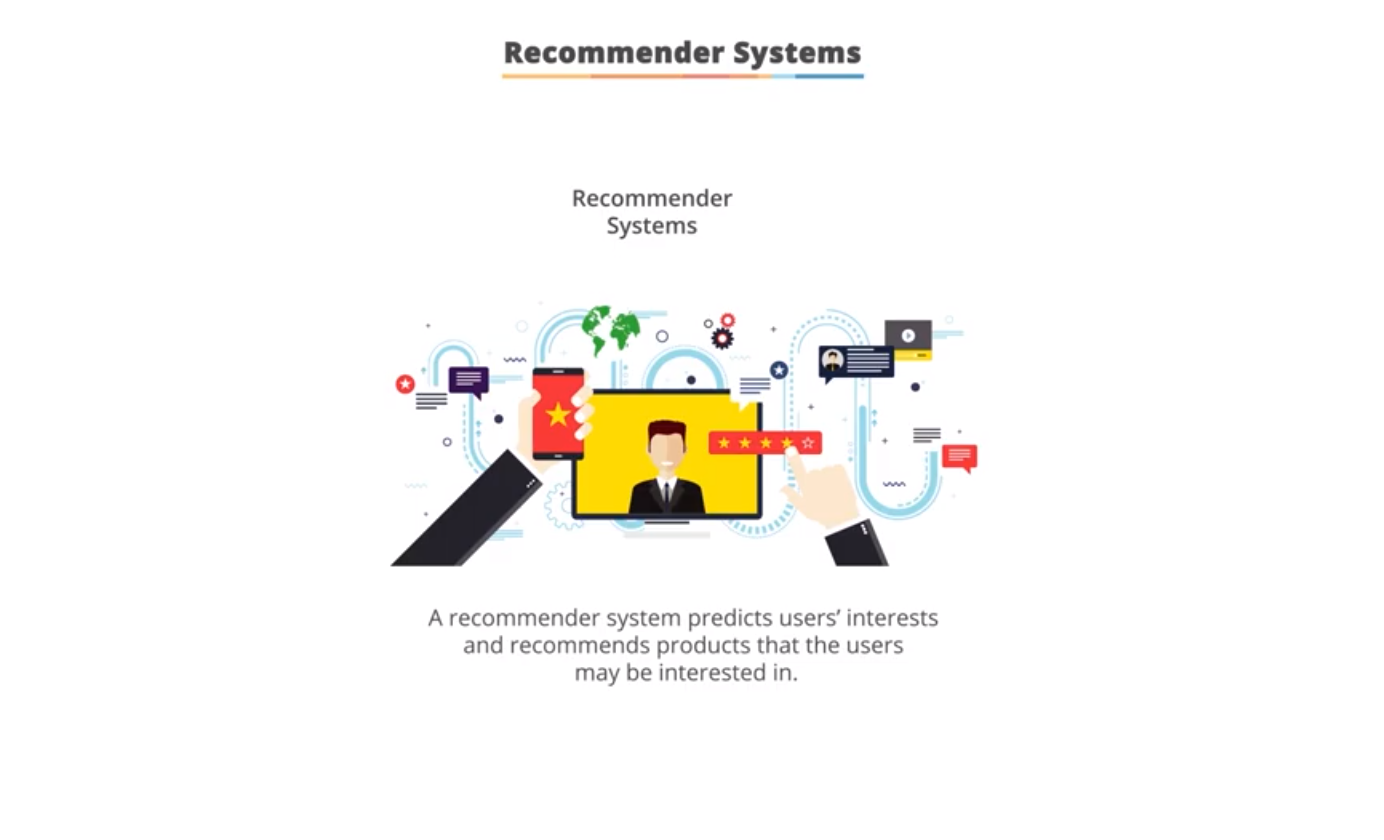 Recommender Systems
Recommender
Systems
A recommender system predicts users’ interests
and recommends products that the users
may be interested in.